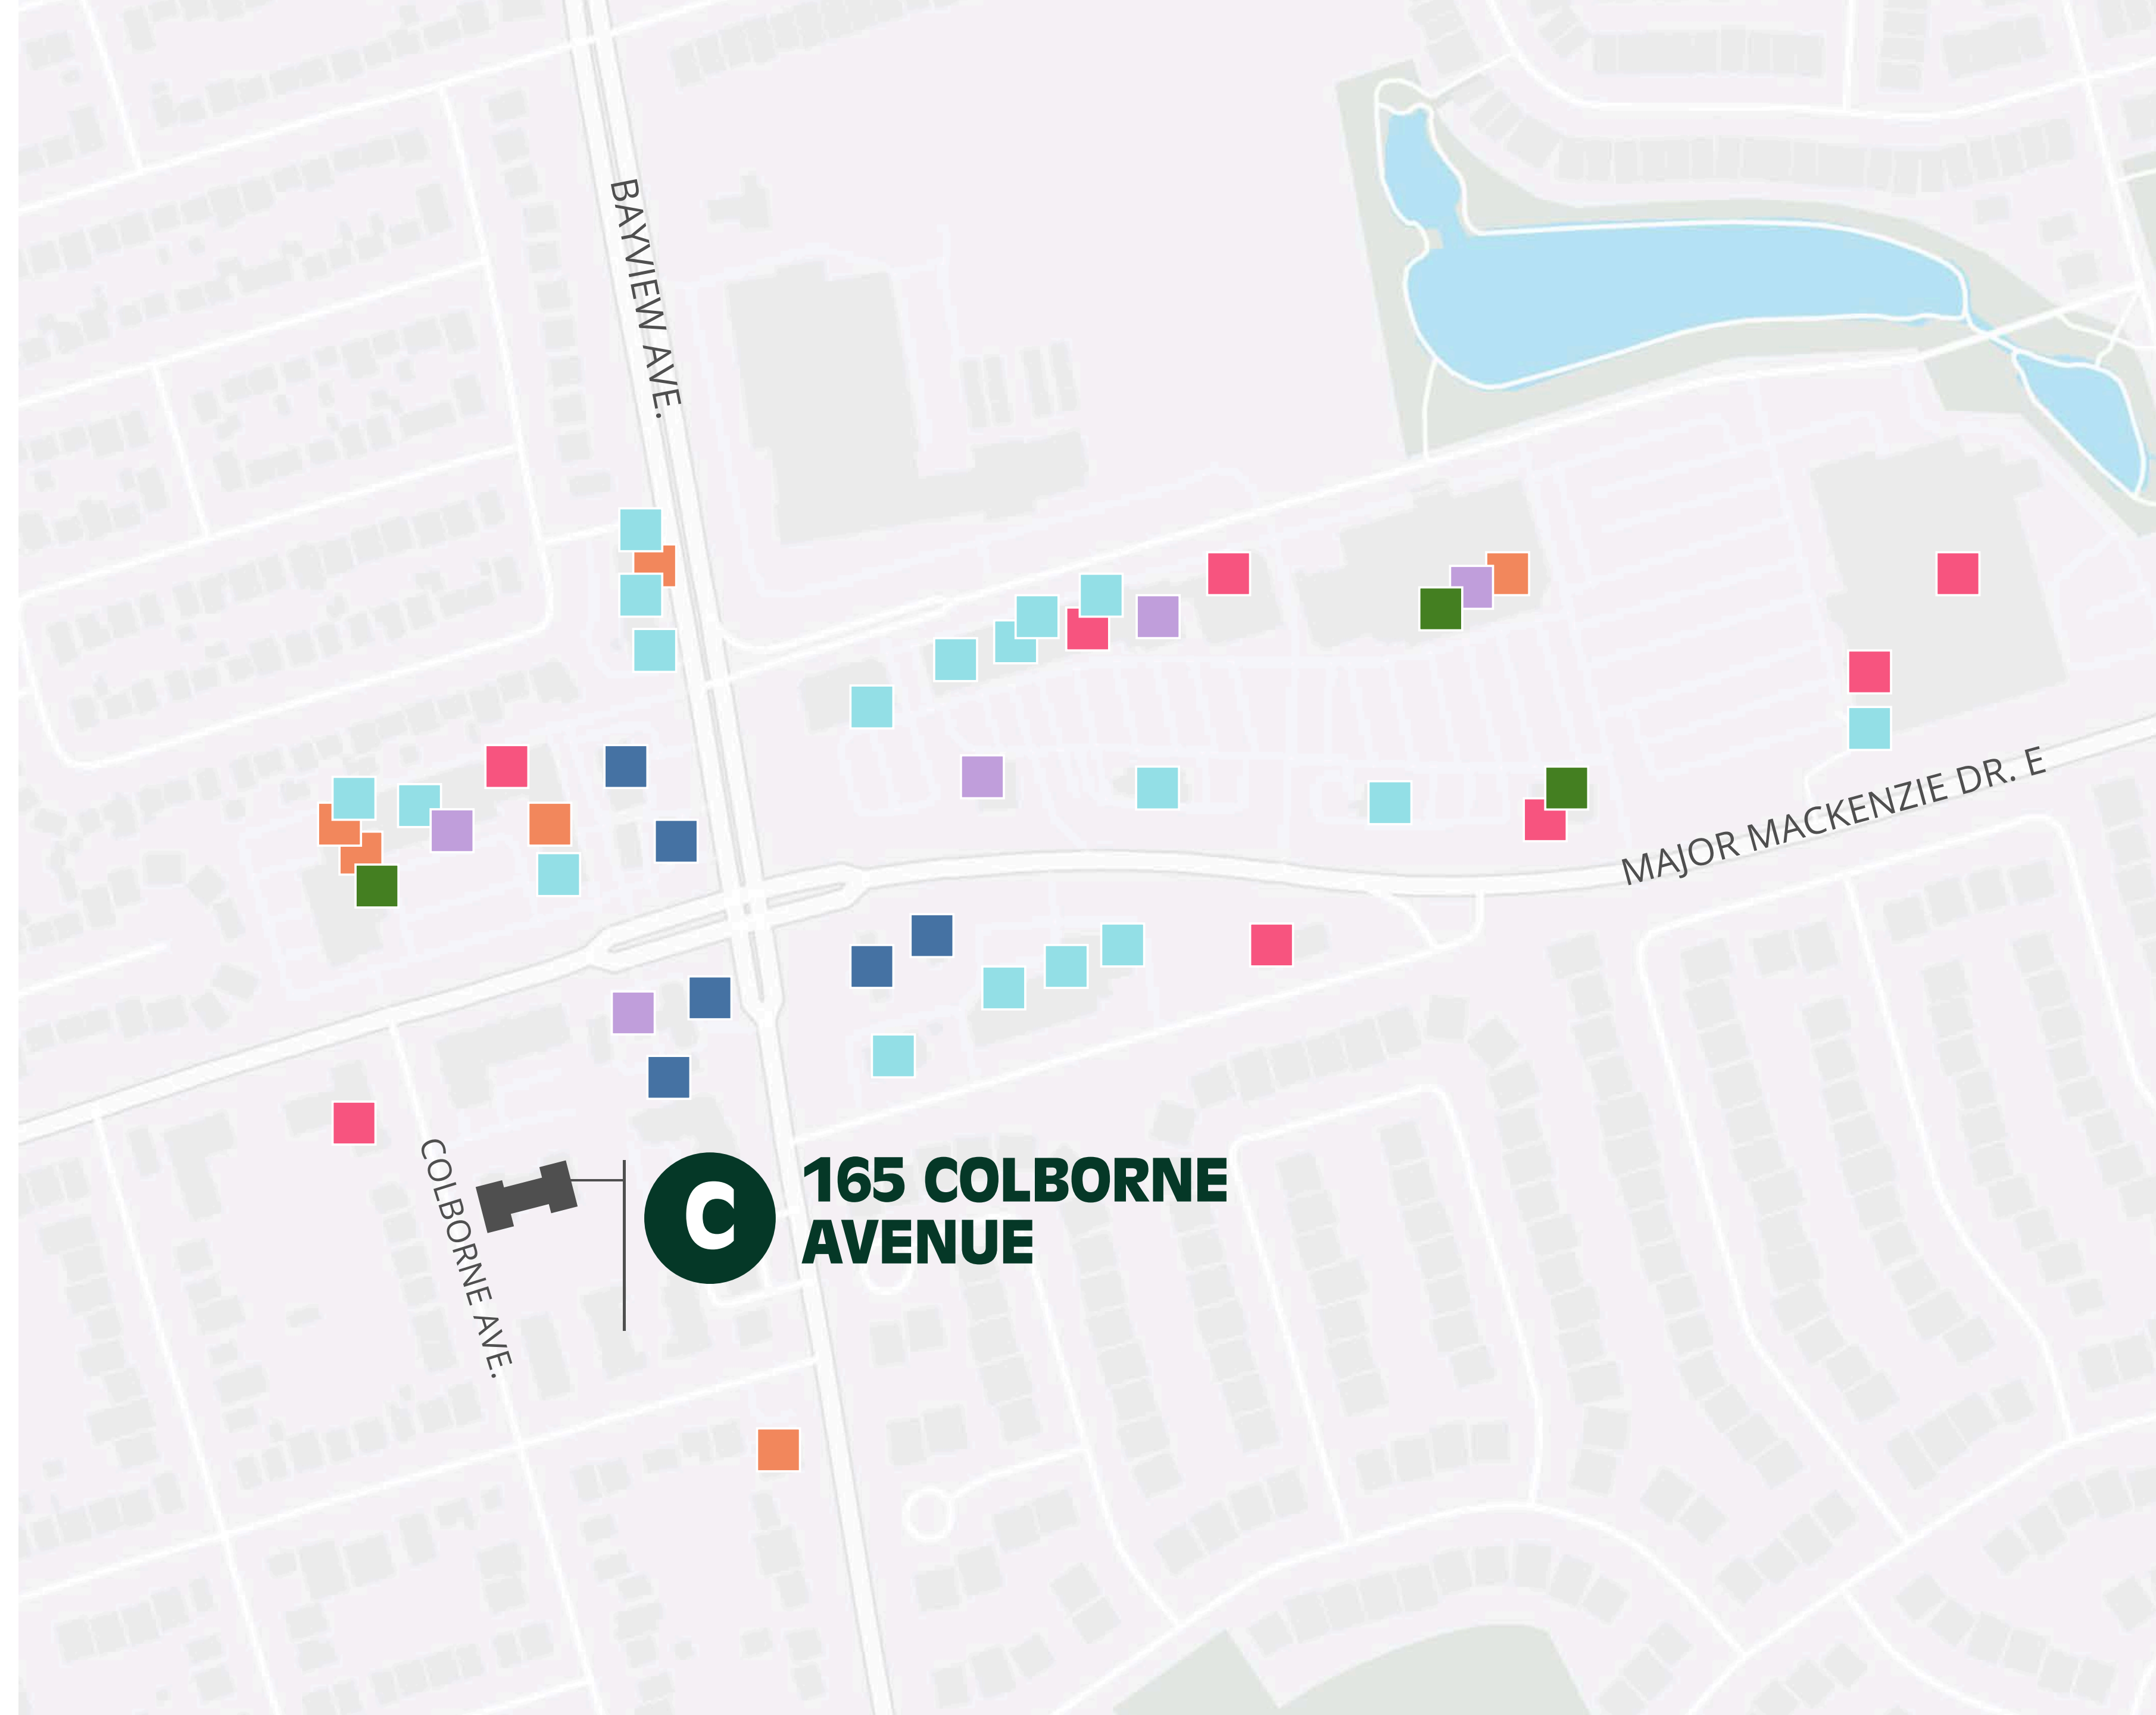 BAYVIEW AVE.
MAJOR MACKENZIE DR. E
COLBORNE AVE.
C
165 COLBORNE
AVENUE